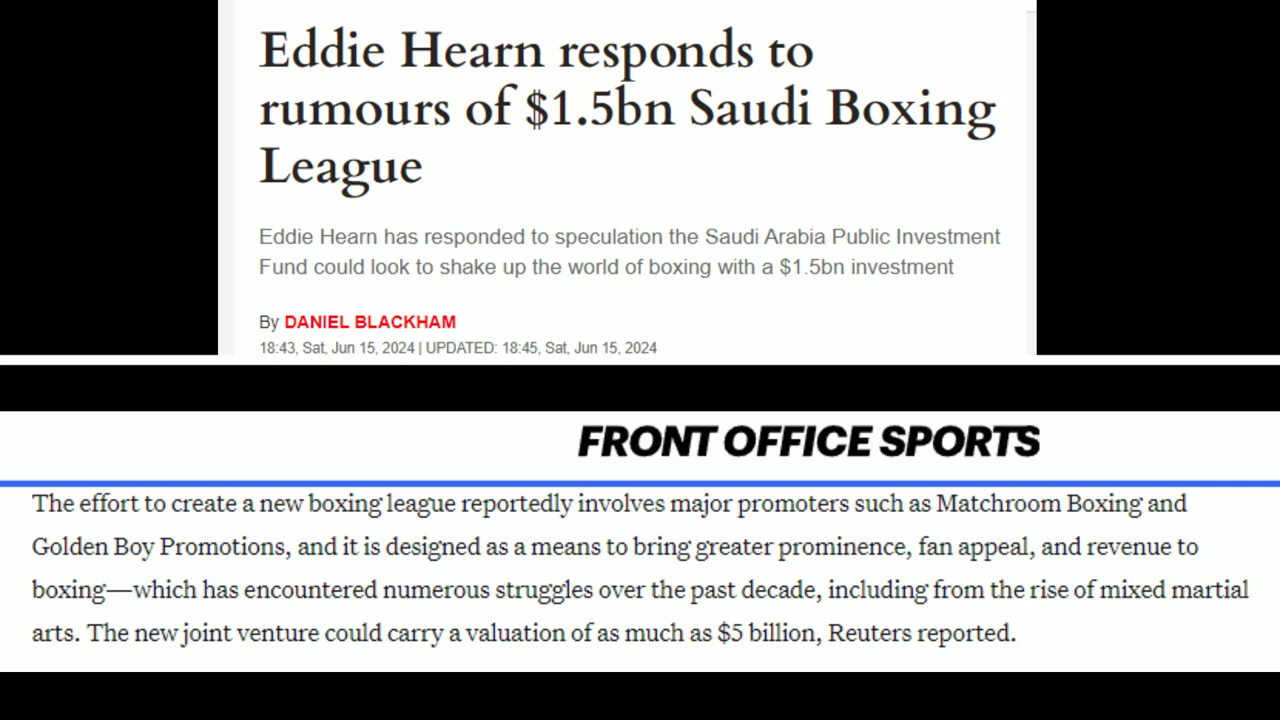 Eddie Hearn responds to
rumours of $1.5bn Saudi Boxing
League
Eddie Hearn has responded to speculation the Saudi Arabia Public Investment
Fund could look to shake up the world of boxing with a $1.5bn investment
By DANIEL BLACKHAM
18:43, Sat, Jun 15, 2024 | UPDATED: 18:45, Sat, Jun 15, 2024
FRONT OFFICE SPORTS
The effort to create a new boxing league reportedly involves major promoters such as Matchroom Boxing and
Golden Boy Promotions, and it is designed as a means to bring greater prominence, fan appeal, and revenue to
boxing—which has encountered numerous struggles over the past decade, including from the rise of mixed martial
arts. The new joint venture could carry a valuation of as much as $5 billion, Reuters reported.